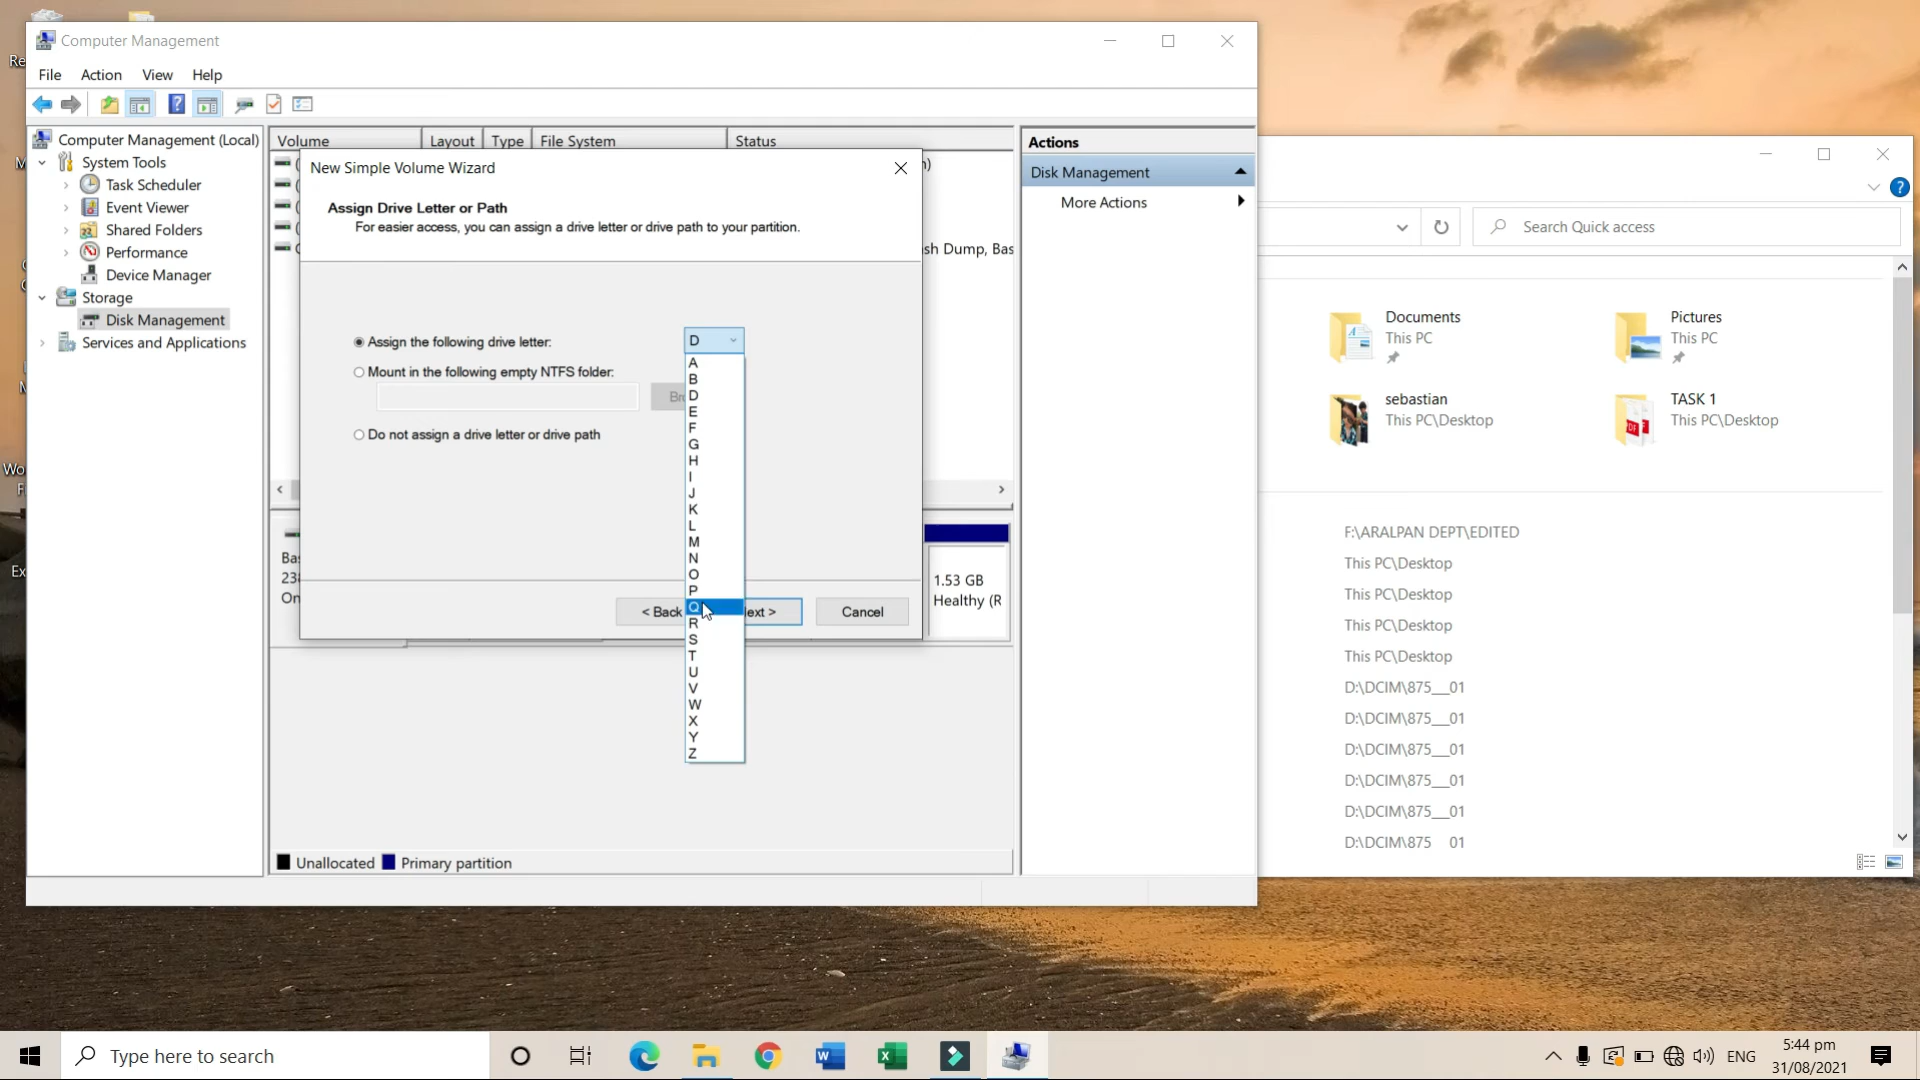 Computer Management
File Action View Help
Computer Management (Local)
System Tools
Task Scheduler
Event Viewer
Shared Folders
Performance
Device Manager
Storage
Disk Management
Services and Applications
Volume Layout Type File System Status
New Simple Volume Wizard
Assign Drive Letter or Path
For easier access, you can assign a drive letter or drive path to your partition.
Assign the following drive letter: D
Mount in the following empty NTFS folder:
Do not assign a drive letter or drive path
A
B
D
E
F
G
H
I
J
K
L
M
N
O
P
Q
R
S
T
U
V
W
X
Y
Z
< Back ext > Cancel
sh Dump, Bas
1.53 GB
Healthy (R
Unallocated Primary partition
Actions
Disk Management
More Actions
Search Quick access
Documents
This PC
Pictures
This PC
sebastian
This PC\Desktop
TASK 1
This PC\Desktop
F:\ARALPAN DEPT\EDITED
This PC\Desktop
This PC\Desktop
This PC\Desktop
This PC\Desktop
D:\DCIM\875__01
D:\DCIM\875__01
D:\DCIM\875__01
D:\DCIM\875__01
D:\DCIM\875__01
D:\DCIM\875 01
Type here to search
ENG
5:44 pm
31/08/2021